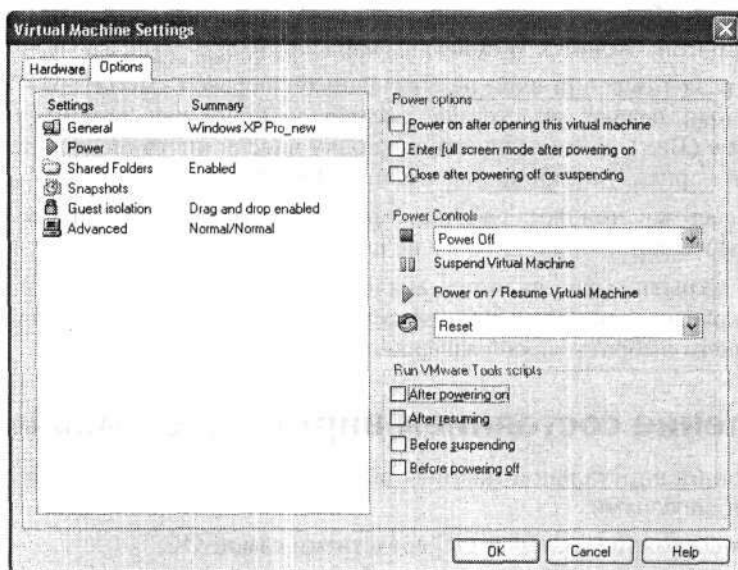 Virtual Machine Settings
Hardware Options
Settings Summary
General Windows XP Pro_new
Power
Shared Folders Enabled
Snapshots
Guest isolation Drag and drop enabled
Advanced Normal/Normal
Power options
Power on after opening this virtual machine
Enter full screen mode after powering on
Close after powering off or suspending
Power Controls
Power Off
Suspend Virtual Machine
Power on / Resume Virtual Machine
Reset
Run VMware Tools scripts
After powering on
After resuming
Before suspending
Before powering off
OK Cancel Help